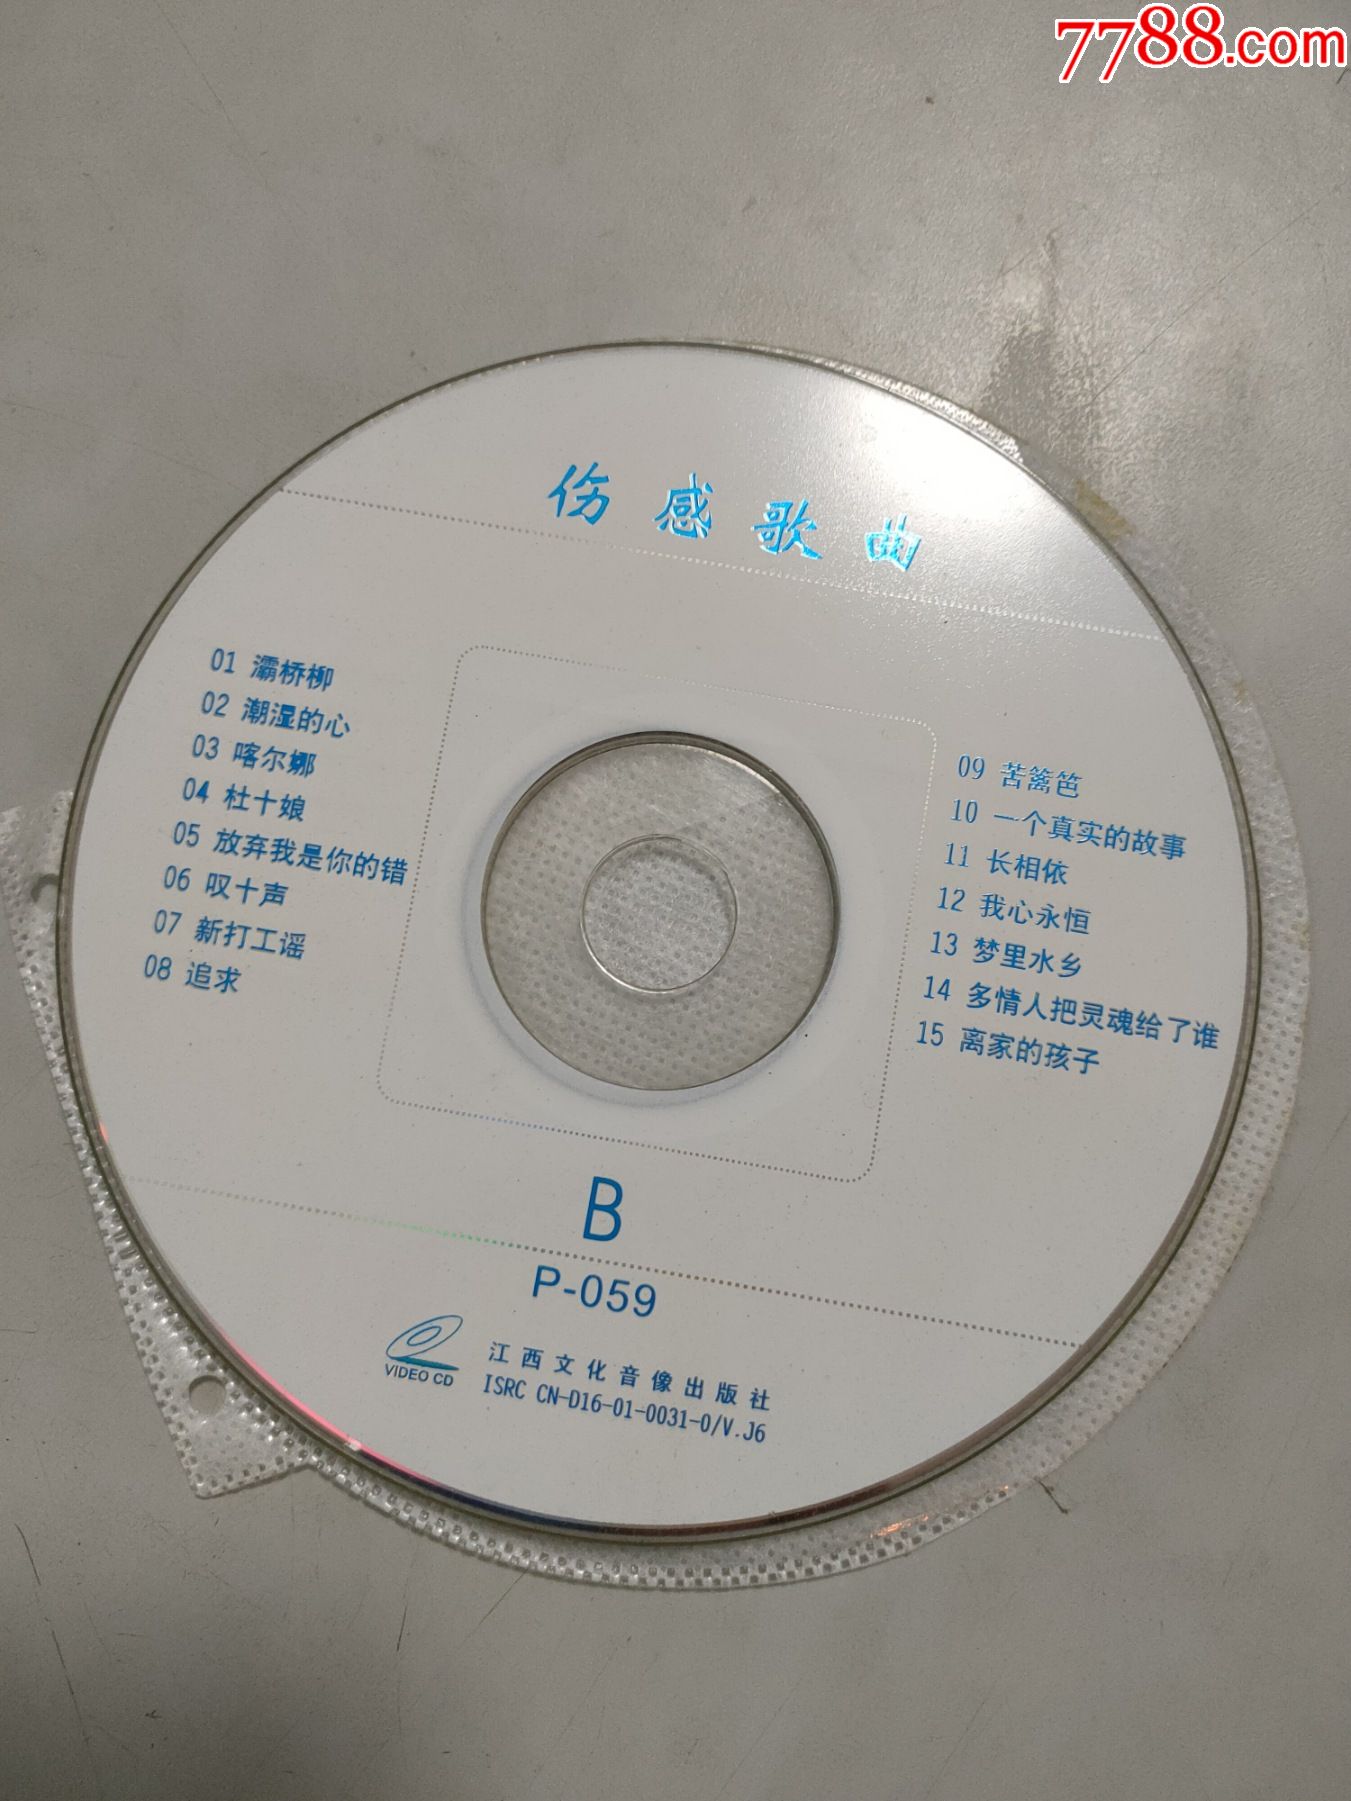 7788.com
伤感歌曲
01 灞桥柳
02 潮湿的心
03 喀尔娜
04 杜十娘
05 放弃我是你的错
06 叹十声
07 新打工谣
08 追求
09 苦篱笆
10 一个真实的故事
11 长相依
12 我心永恒
13 梦里水乡
14 多情人把灵魂给了谁
15 离家的孩子
B
P-059
VIDEO CD
江西文化音像出版社
ISRC CN-D16-01-0031-0/V.J6